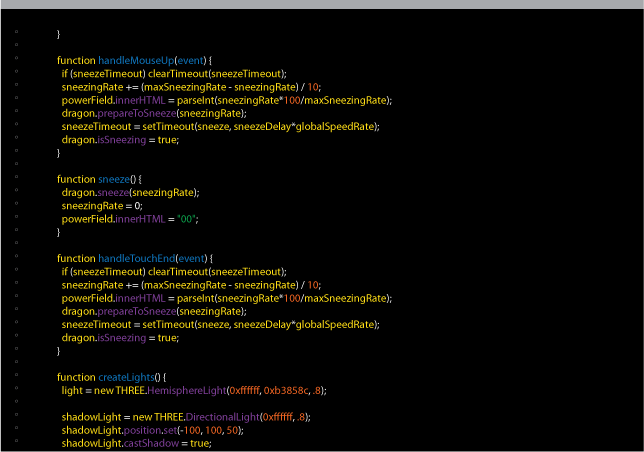 }
function handleMouseUp(event) {
if (sneezeTimeout) clearTimeout(sneezeTimeout);
sneezingRate += (maxSneezingRate - sneezingRate) / 10;
powerField.innerHTML = parseInt(sneezingRate*100/maxSneezingRate);
dragon.prepareToSneeze(sneezingRate);
sneezeTimeout = setTimeout(sneeze, sneezeDelay*globalSpeedRate);
dragon.isSneezing = true;
}
function sneeze() {
dragon.sneeze(sneezingRate);
sneezingRate = 0;
powerField.innerHTML = "00";
}
function handleTouchEnd(event) {
if (sneezeTimeout) clearTimeout(sneezeTimeout);
sneezingRate += (maxSneezingRate - sneezingRate) / 10;
powerField.innerHTML = parseInt(sneezingRate*100/maxSneezingRate);
dragon.prepareToSneeze(sneezingRate);
sneezeTimeout = setTimeout(sneeze, sneezeDelay*globalSpeedRate);
dragon.isSneezing = true;
}
function createLights() {
light = new THREE.HemisphereLight(0xffffff, 0xb3858c, .8);
shadowLight = new THREE.DirectionalLight(0xffffff, .8);
shadowLight.position.set(-100, 100, 50);
shadowLight.castShadow = true;